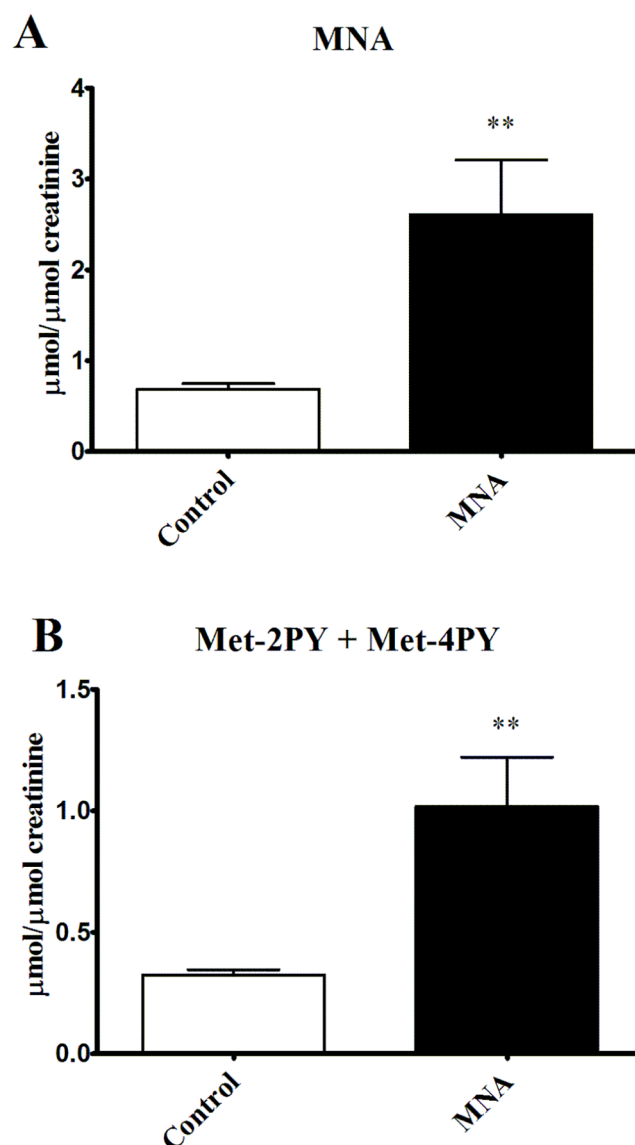 A
MNA
μmol/μmol creatinine
4
3
2
1
0
**
Control
MNA
B
Met-2PY + Met-4PY
μmol/μmol creatinine
1.5
1.0
0.5
0.0
**
Control
MNA